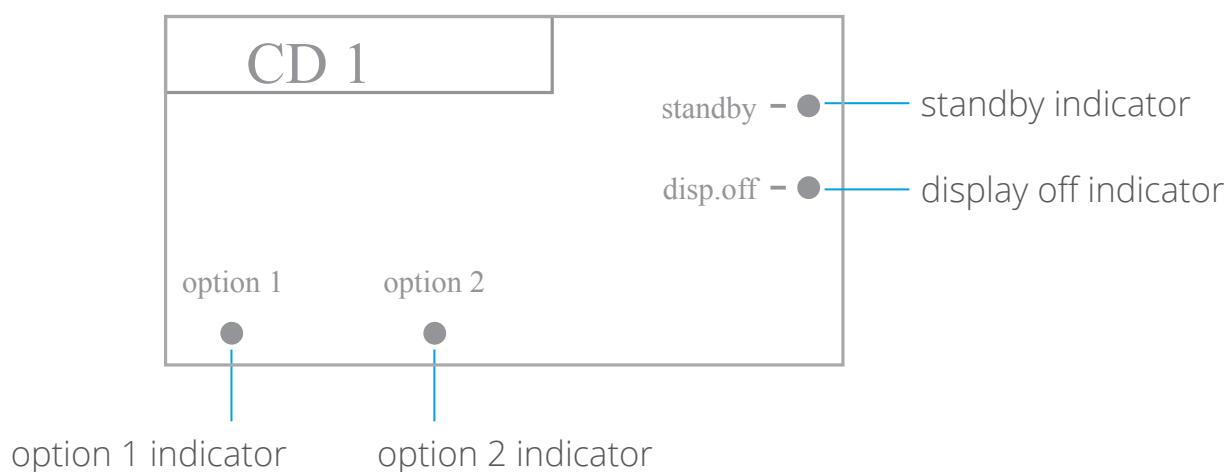 CD 1
standby
standby indicator
disp.off
display off indicator
option 1
option 2
option 1 indicator
option 2 indicator